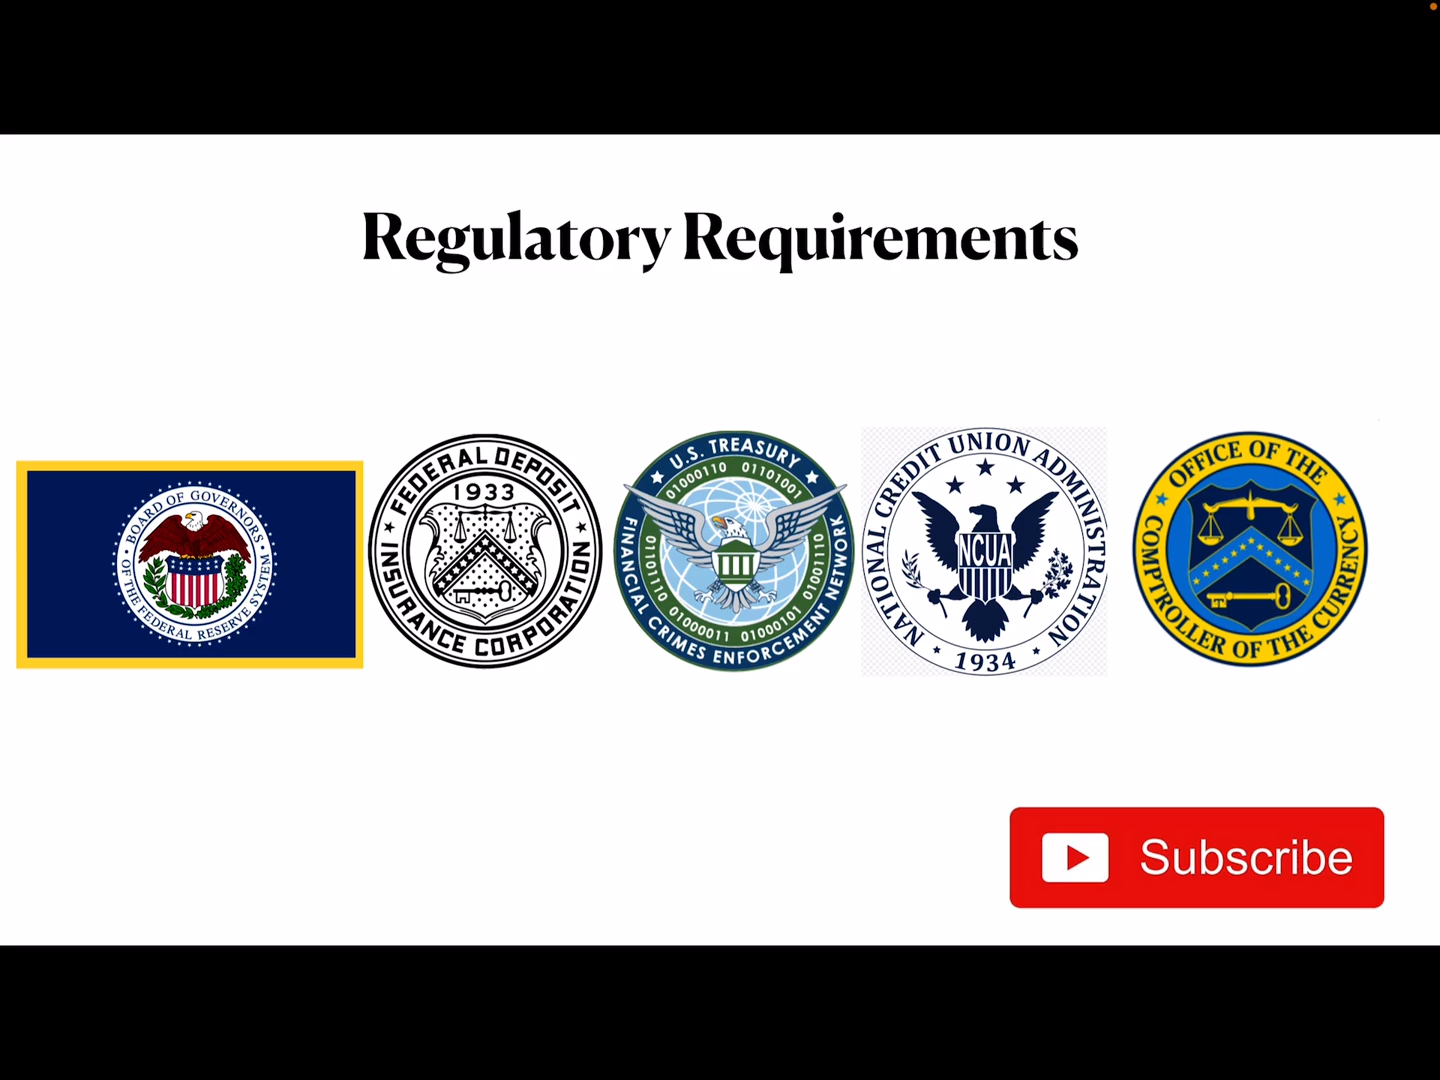 Regulatory Requirements
BOARD OF GOVERNORS
OF THE FEDERAL RESERVE SYSTEM
FEDERAL DEPOSIT
INSURANCE CORPORATION
1933
U.S. TREASURY
FINANCIAL CRIMES ENFORCEMENT NETWORK
01000110 01101001
01101110 01000011 01000101 01001110
NATIONAL CREDIT UNION ADMINISTRATION
NCUA
1934
OFFICE OF THE
COMPTROLLER OF THE CURRENCY
Subscribe